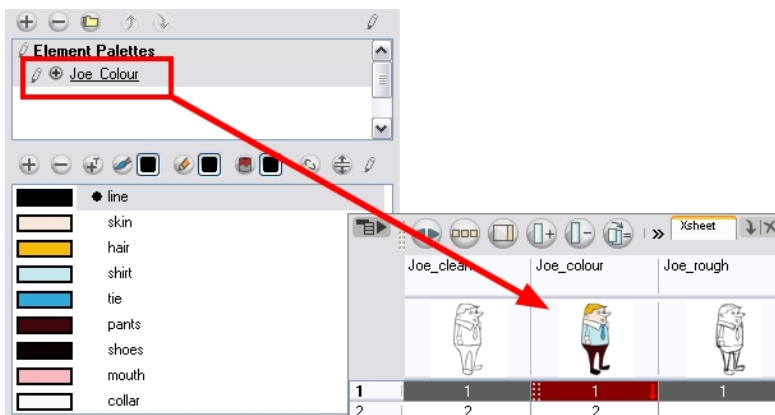 Element Palettes
Joe_Colour
T
line
skin
hair
shirt
tie
pants
shoes
mouth
collar
» Xsheet
Joe_clean Joe_colour Joe_rough
1 1 1 1
2 2 2 2